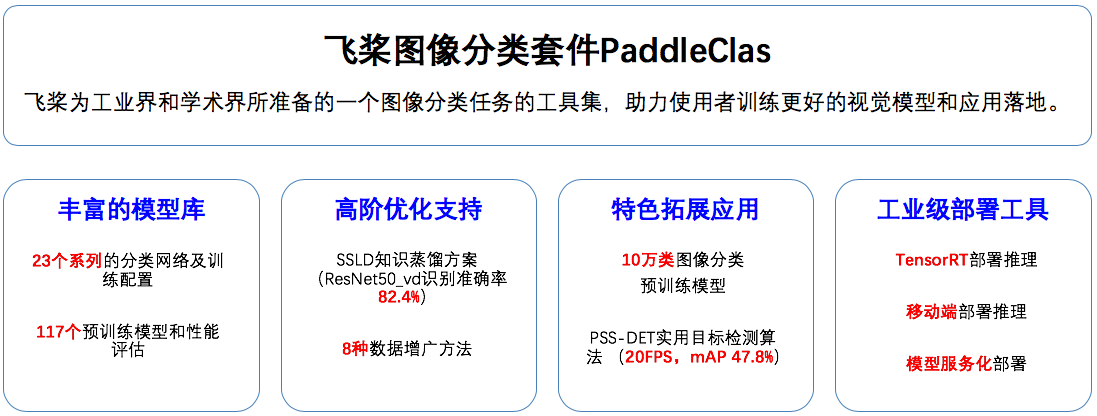 飞桨图像分类套件PaddleClas
飞桨为工业界和学术界所准备的一个图像分类任务的工具集，助力使用者训练更好的视觉模型和应用落地。
丰富的模型库
23个系列的分类网络及训
练配置
117个预训练模型和性能
评估
高阶优化支持
SSLD知识蒸馏方案
（ResNet50_vd识别准确率
82.4%）
8种数据增广方法
特色拓展应用
10万类图像分类
预训练模型
PSS-DET实用目标检测算
法 （20FPS，mAP 47.8%）
工业级部署工具
TensorRT部署推理
移动端部署推理
模型服务化部署